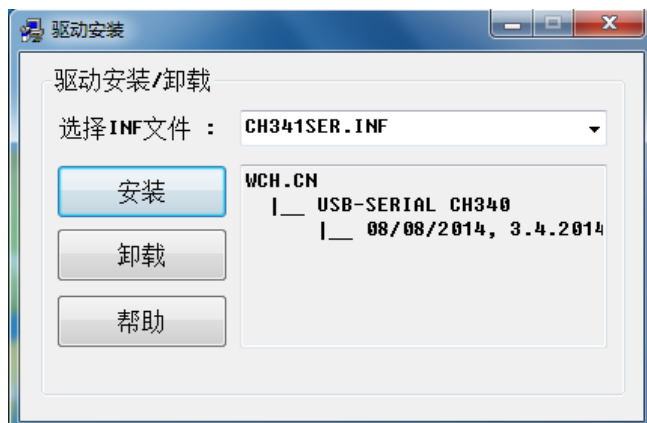 驱动安装
驱动安装/卸载
选择INF文件 : CH341SER.INF
安装
卸载
帮助
WCH.CN
|__ USB-SERIAL CH340
|__ 08/08/2014, 3.4.2014